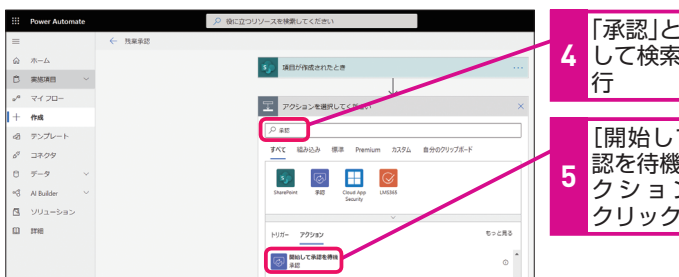 Power Automate
役に立つリソースを検索してください
残業承認
ホーム
実施項目
マイ フロー
作成
テンプレート
コネクタ
データ
AI Builder
ソリューション
詳細
項目が作成されたとき
アクションを選択してください
承認
すべて 組み込み 標準 Premium カスタム 自分のクリップボード
SharePoint 承認 Cloud App Security LMS365
トリガー アクション もっと見る
開始して承認を待機
承認
4
「承認」と
して検索
行
5
[開始して
認を待機
クション
クリック